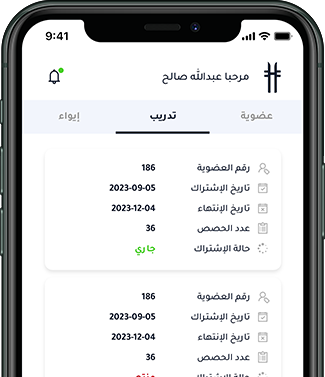 9:41
مرحبا عبدالله صالح
عضوية تدريب إيواء
رقم العضوية 186
تاريخ الإشتراك 2023-09-05
تاريخ الإنتهاء 2023-12-04
عدد الحصص 36
حالة الإشتراك جاري
رقم العضوية 186
تاريخ الإشتراك 2023-09-05
تاريخ الإنتهاء 2023-12-04
عدد الحصص 36